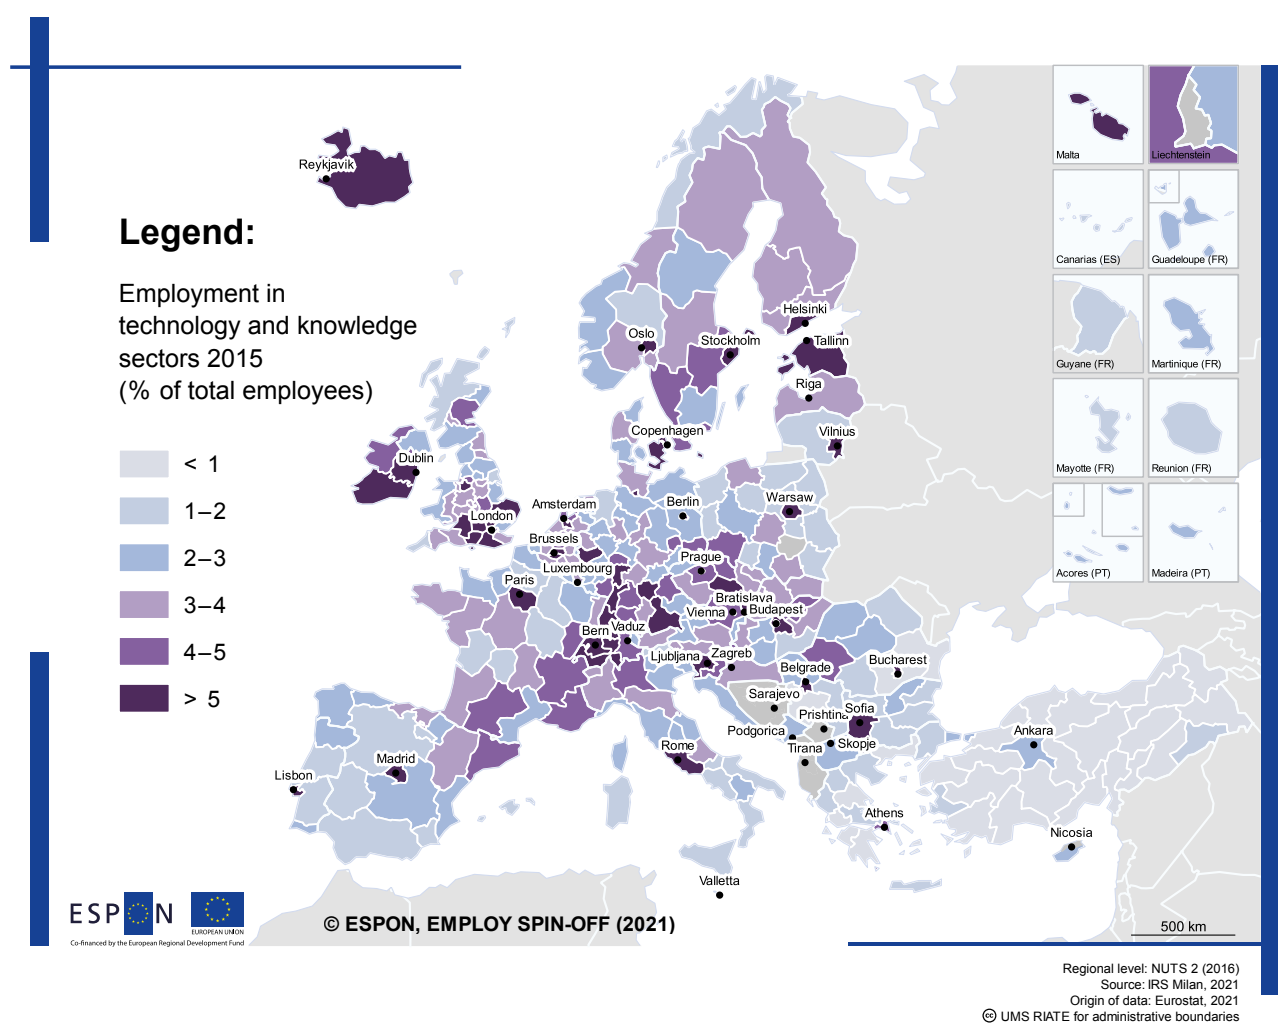 Legend:
Employment in
technology and knowledge
sectors 2015
(% of total employees)
< 1
1–2
2–3
3–4
4–5
> 5
Reykjavik
Helsinki
Oslo
Stockholm
Tallinn
Riga
Copenhagen
Vilnius
Dublin
Amsterdam
Berlin
Warsaw
London
Brussels
Prague
Luxembourg
Paris
Bratislava
Vienna
Budapest
Bern
Vaduz
Ljubljana
Zagreb
Belgrade
Bucharest
Sarajevo
Prishtina
Sofia
Podgorica
Skopje
Tirana
Rome
Ankara
Madrid
Lisbon
Athens
Nicosia
Valletta
Malta
Liechtenstein
Canarias (ES)
Guadeloupe (FR)
Guyane (FR)
Martinique (FR)
Mayotte (FR)
Reunion (FR)
Acores (PT)
Madeira (PT)
ESPON
EUROPEAN UNION
Co-financed by the European Regional Development Fund
© ESPON, EMPLOY SPIN-OFF (2021)
500 km
Regional level: NUTS 2 (2016)
Source: IRS Milan, 2021
Origin of data: Eurostat, 2021
🄯 UMS RIATE for administrative boundaries